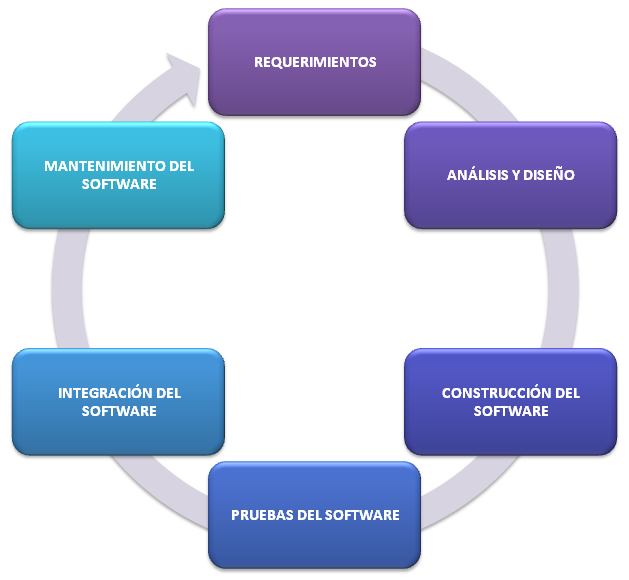 REQUERIMIENTOS
ANÁLISIS Y DISEÑO
CONSTRUCCIÓN DEL
SOFTWARE
PRUEBAS DEL SOFTWARE
INTEGRACIÓN DEL
SOFTWARE
MANTENIMIENTO DEL
SOFTWARE